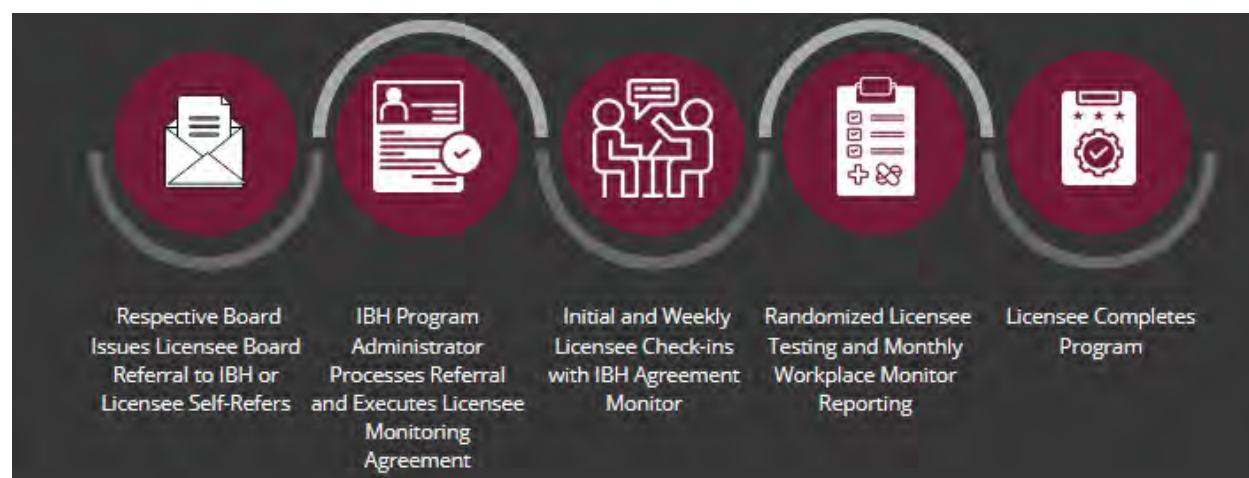 Respective Board
Issues Licensee Board
Referral to IBH or
Licensee Self-Refers
IBH Program
Administrator
Processes Referral
and Executes Licensee
Monitoring
Agreement
Initial and Weekly
Licensee Check-ins
with IBH Agreement
Monitor
Randomized Licensee
Testing and Monthly
Workplace Monitor
Reporting
Licensee Completes
Program